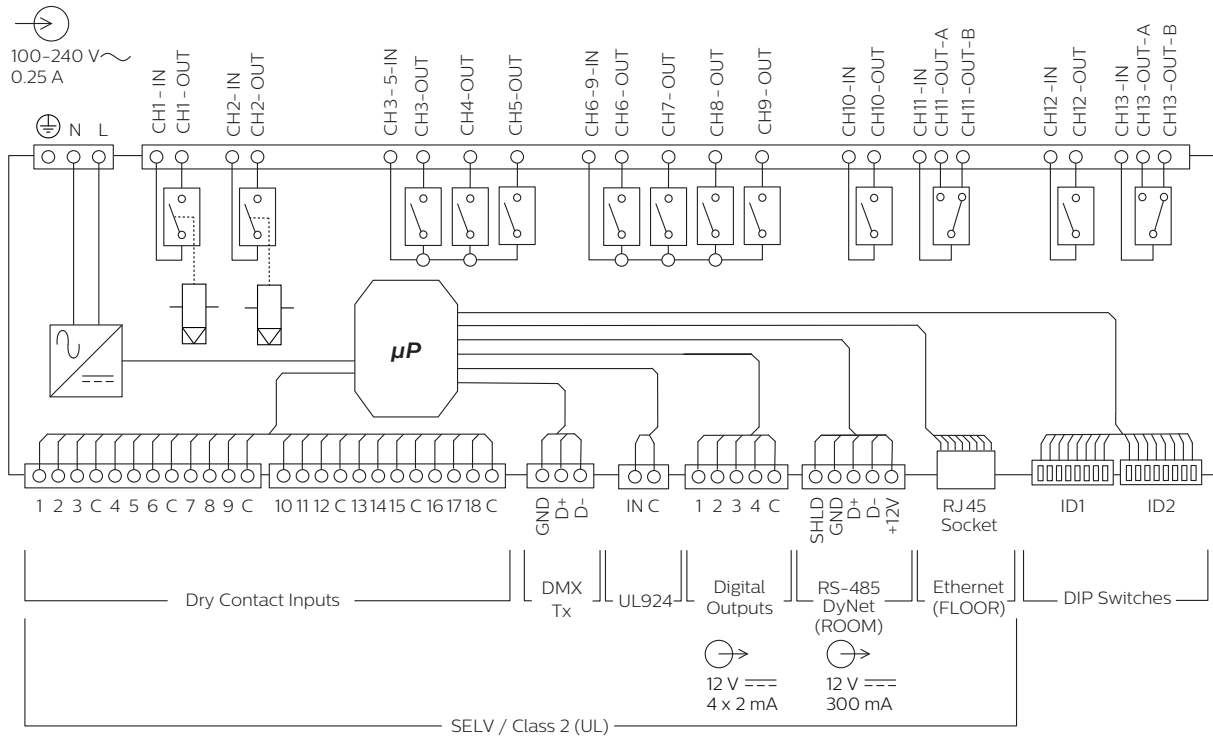 100-240 V
0.25 A
N L
CH1 - IN
CH1 - OUT
CH2- IN
CH2- OUT
CH3 - 5-IN
CH3-OUT
CH4-OUT
CH5-OUT
CH6-9-IN
CH6- OUT
CH7- OUT
CH8- OUT
CH9- OUT
CH10-IN
CH10-OUT
CH11-IN
CH11-OUT-A
CH11-OUT-B
CH12-IN
CH12-OUT
CH13-IN
CH13-OUT-A
CH13-OUT-B
µP
1 2 3 C 4 5 6 C 7 8 9 C
10 11 12 C 13 14 15 C 16 17 18 C
GND
D+
D-
IN C
1 2 3 4 C
SHLD
GND
D+
D-
+12V
RJ45
Socket
ID1
ID2
Dry Contact Inputs
DMX
Tx
UL924
Digital
Outputs
RS-485
DyNet
(ROOM)
Ethernet
(FLOOR)
DIP Switches
12 V
4 x 2 mA
12 V
300 mA
SELV / Class 2 (UL)